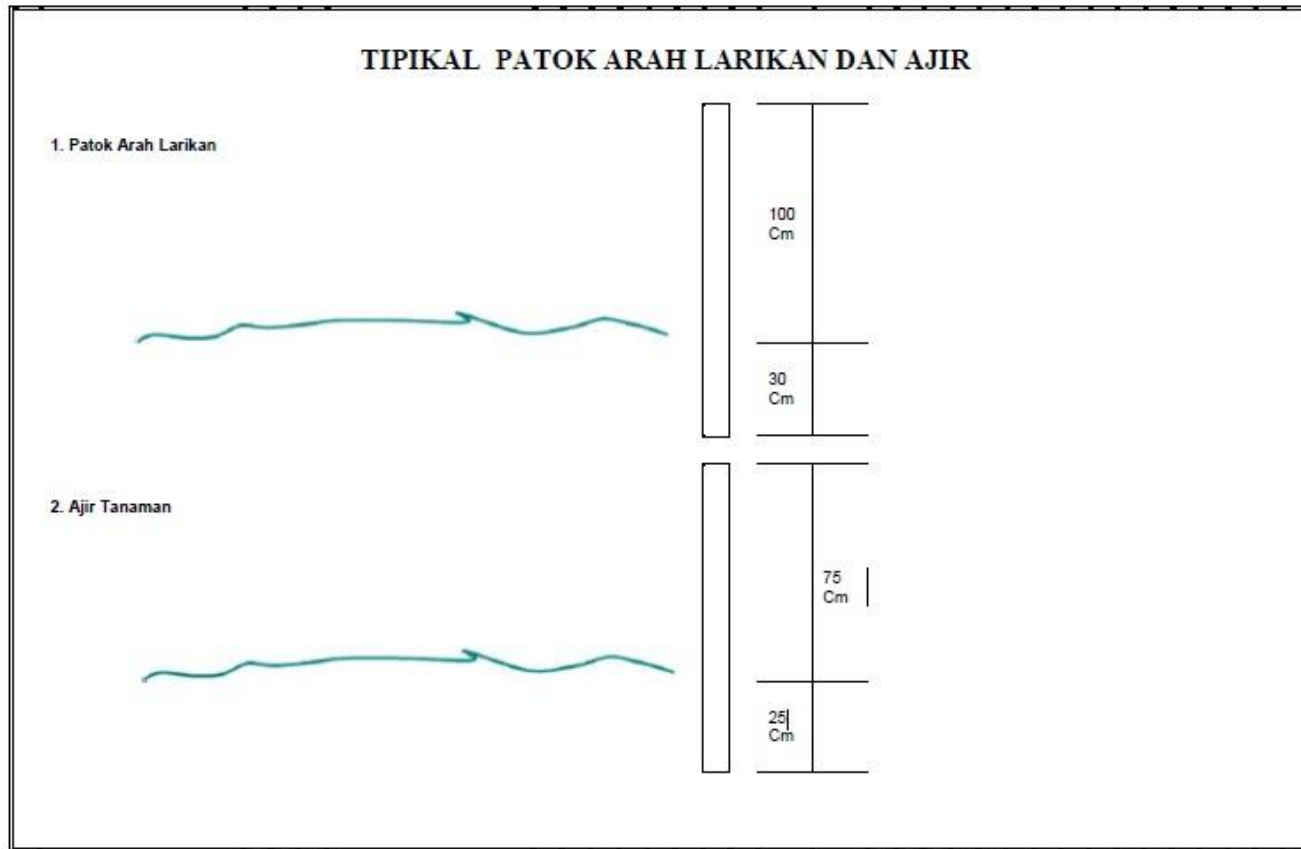 TIPIKAL PATOK ARAH LARIKAN DAN AJIR
1. Patok Arah Larikan
100
Cm
30
Cm
2. Ajir Tanaman
75
Cm
25
Cm